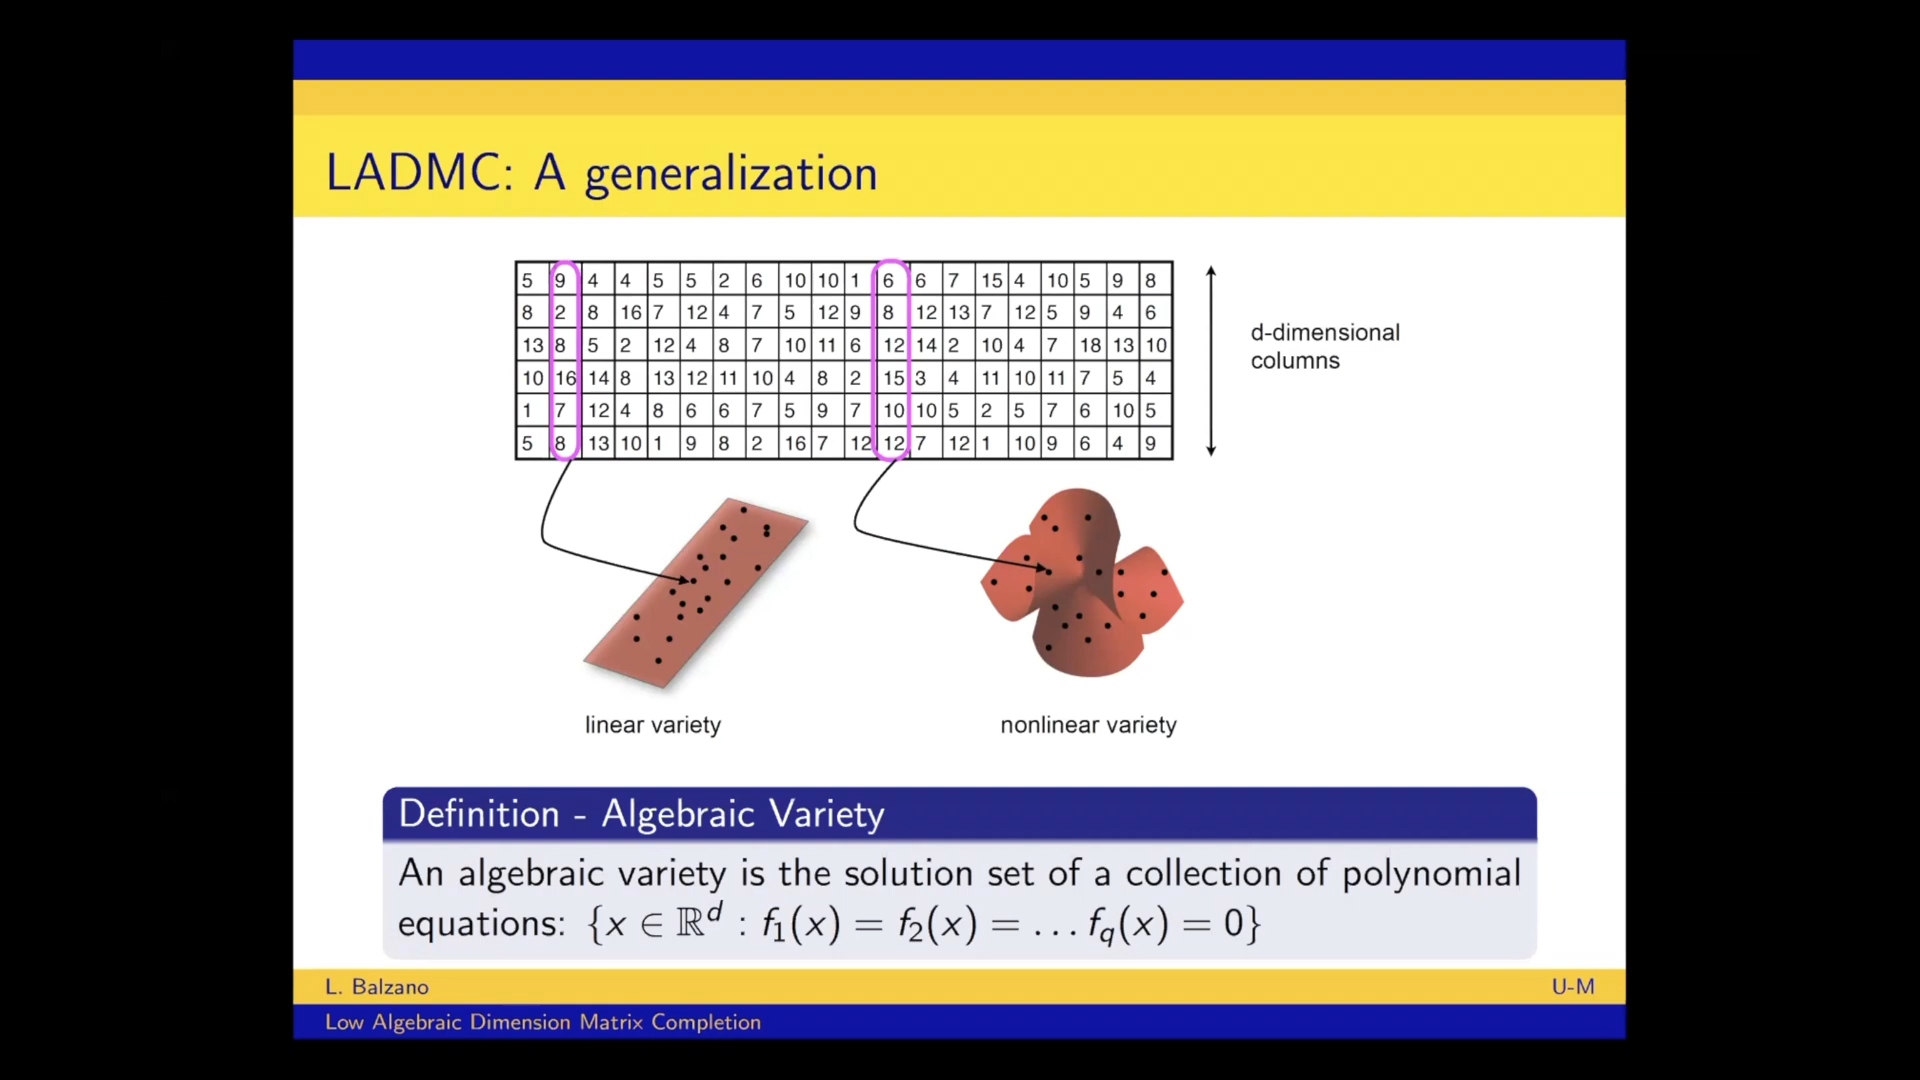 LADMC: A generalization
5 9 4 4 5 5 2 6 10 10 1 6 6 7 15 4 10 5 9 8
8 2 8 16 7 12 4 7 5 12 9 8 12 13 7 12 5 9 4 6
13 8 5 2 12 4 8 7 10 11 6 12 14 2 10 4 7 18 13 10
10 16 14 8 13 12 11 10 4 8 2 15 3 4 11 10 11 7 5 4
1 7 12 4 8 6 6 7 5 9 7 10 10 5 2 5 7 6 10 5
5 8 13 10 1 9 8 2 16 7 12 12 7 12 1 10 9 6 4 9
d-dimensional
columns
linear variety
nonlinear variety
Definition - Algebraic Variety
An algebraic variety is the solution set of a collection of polynomial
equations: {x ∈ ℝ^d : f₁(x) = f₂(x) = … f_q(x) = 0}
L. Balzano
U-M
Low Algebraic Dimension Matrix Completion